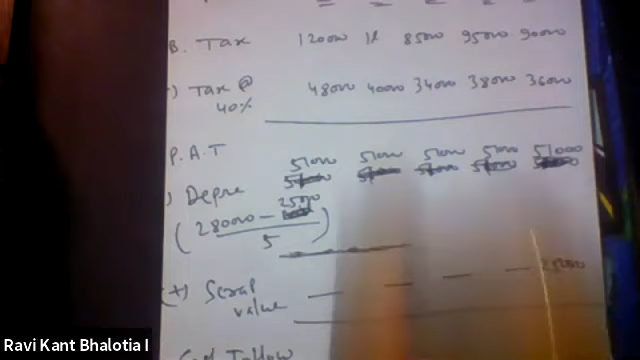 B. Tax 120000 1L 85000 95000 90000
) Tax @ 48000 40000 34000 38000 36000
40%
P.A.T
51000 51000 51000 51000 51000
) Depre
(280000 - 25000)
5
(+) Scrap 25000
value
Ravi Kant Bhalotia I